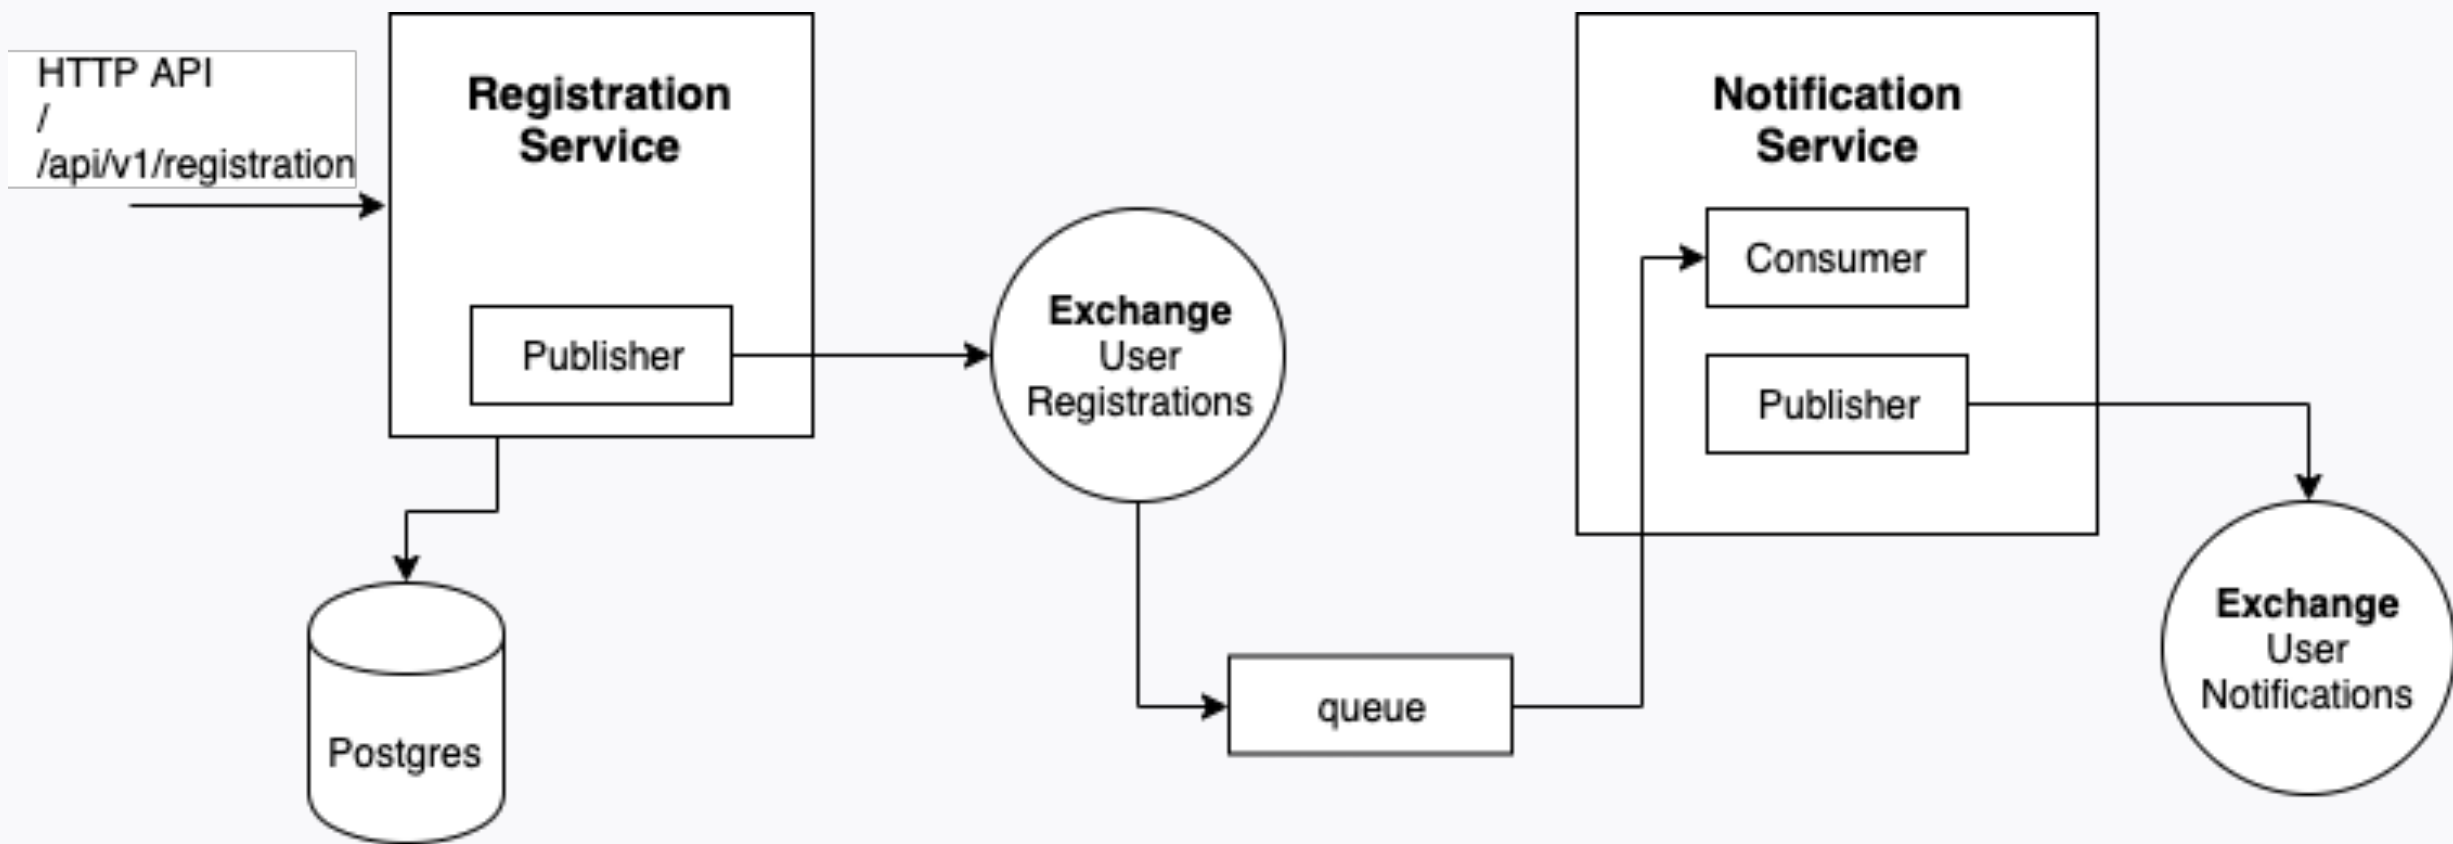 HTTP API
/
/api/v1/registration
Registration
Service
Publisher
Postgres
Exchange
User
Registrations
queue
Notification
Service
Consumer
Publisher
Exchange
User
Notifications